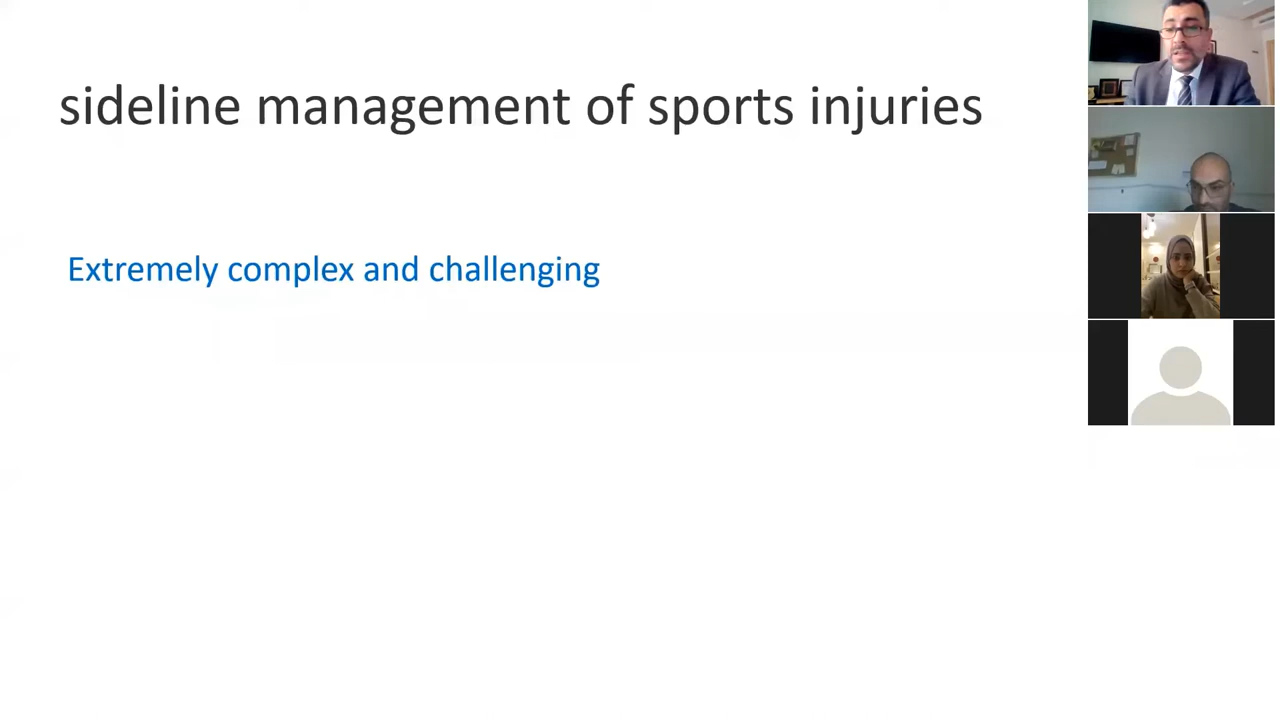 sideline management of sports injuries
Extremely complex and challenging